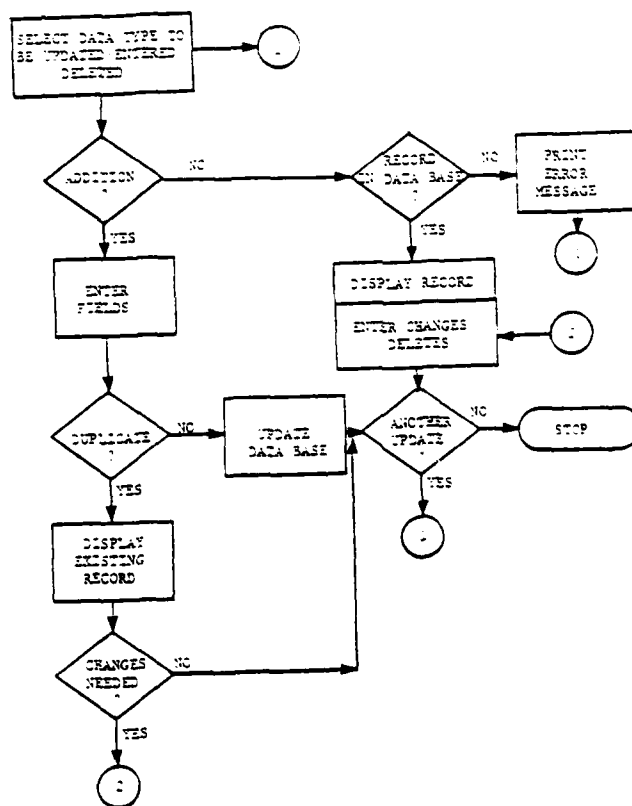 SELECT DATA TYPE TO
BE UPDATED/ENTERED
DELETED
ADDITION
?
NO
RECORD
IN DATA BASE
?
NO
PRINT
ERROR
MESSAGE
YES
YES
ENTER
FIELDS
DISPLAY RECORD
ENTER CHANGES
DELETES
DUPLICATE
?
NO
UPDATE
DATA BASE
ANOTHER
UPDATE
?
NO
STOP
YES
YES
DISPLAY
EXISTING
RECORD
CHANGES
NEEDED
?
NO
YES
2